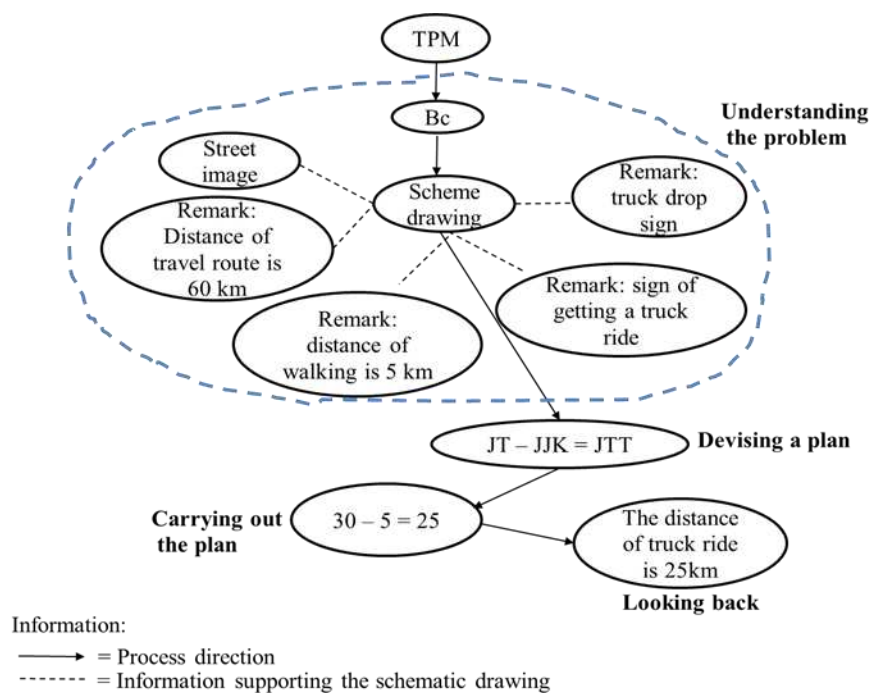 TPM
Bc
Understanding
the problem
Street
image
Scheme
drawing
Remark:
truck drop
sign
Remark:
Distance of
travel route is
60 km
Remark:
distance of
walking is 5 km
Remark: sign of
getting a truck
ride
JT – JJK = JTT
Devising a plan
Carrying out
the plan
30 – 5 = 25
The distance
of truck ride
is 25km
Looking back
Information:
= Process direction
= Information supporting the schematic drawing